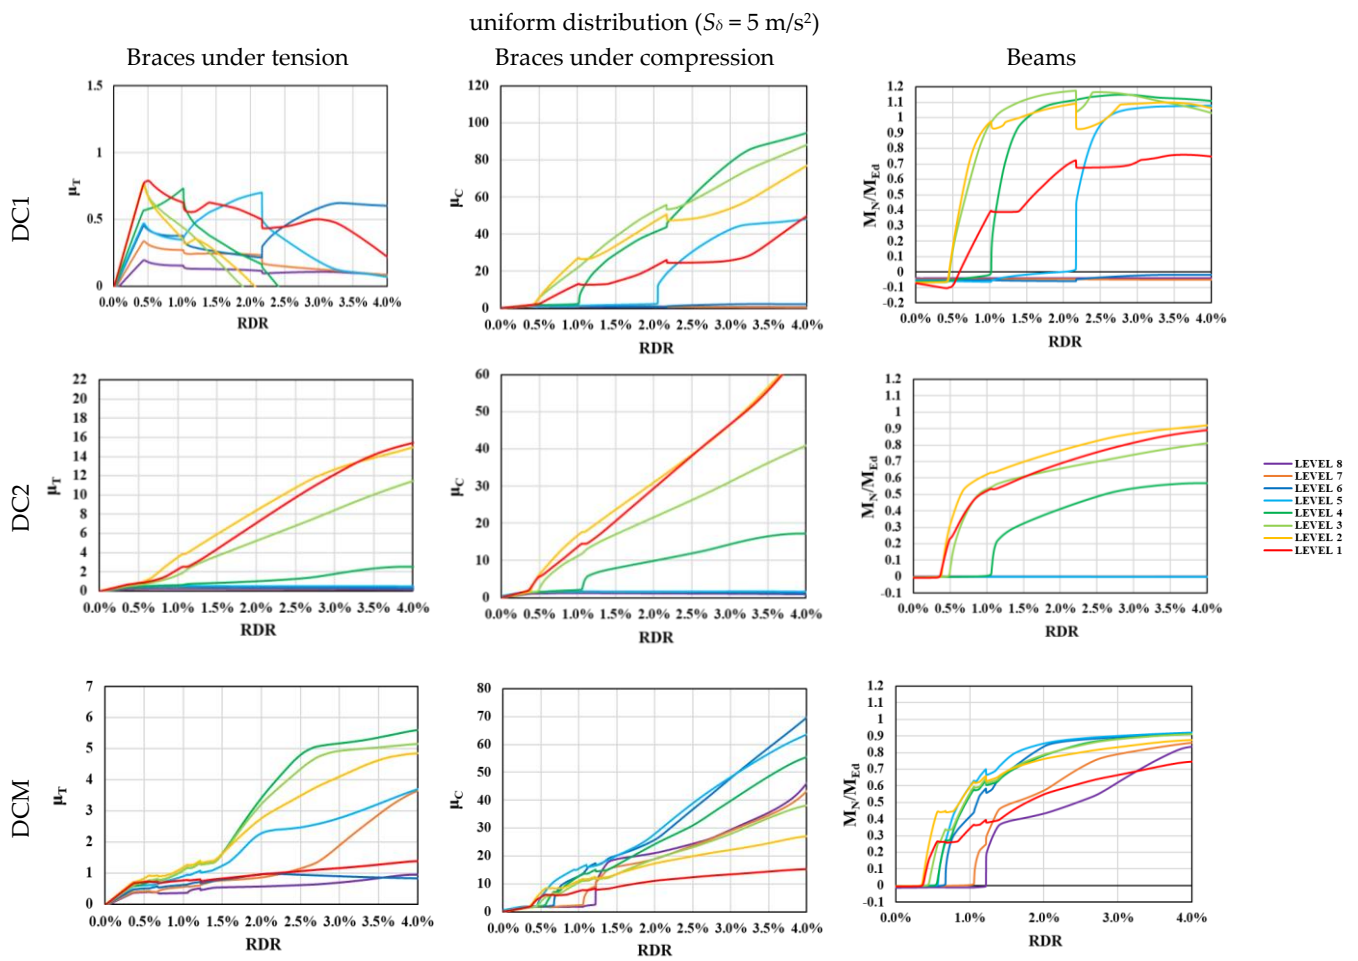 uniform distribution (Sδ = 5 m/s²)
Braces under tension
Braces under compression
Beams
DC1
1.5
1
0.5
0
μT
0.0% 0.5% 1.0% 1.5% 2.0% 2.5% 3.0% 3.5% 4.0%
RDR
120
100
80
60
40
20
0
μC
0.0% 0.5% 1.0% 1.5% 2.0% 2.5% 3.0% 3.5% 4.0%
RDR
1.2
1.1
1
0.9
0.8
0.7
0.6
0.5
0.4
0.3
0.2
0.1
0
-0.1
-0.2
MN/MEd
0.0% 0.5% 1.0% 1.5% 2.0% 2.5% 3.0% 3.5% 4.0%
RDR
DC2
22
20
18
16
14
12
10
8
6
4
2
0
μT
0.0% 0.5% 1.0% 1.5% 2.0% 2.5% 3.0% 3.5% 4.0%
RDR
60
50
40
30
20
10
0
μC
0.0% 0.5% 1.0% 1.5% 2.0% 2.5% 3.0% 3.5% 4.0%
RDR
1.2
1.1
1
0.9
0.8
0.7
0.6
0.5
0.4
0.3
0.2
0.1
0
-0.1
MN/MEd
0.0% 0.5% 1.0% 1.5% 2.0% 2.5% 3.0% 3.5% 4.0%
RDR
LEVEL 8
LEVEL 7
LEVEL 6
LEVEL 5
LEVEL 4
LEVEL 3
LEVEL 2
LEVEL 1
DCM
7
6
5
4
3
2
1
0
μT
0.0% 0.5% 1.0% 1.5% 2.0% 2.5% 3.0% 3.5% 4.0%
RDR
80
70
60
50
40
30
20
10
0
μC
0.0% 0.5% 1.0% 1.5% 2.0% 2.5% 3.0% 3.5% 4.0%
RDR
1.2
1.1
1
0.9
0.8
0.7
0.6
0.5
0.4
0.3
0.2
0.1
0
-0.1
MN/MEd
0.0% 1.0% 2.0% 3.0% 4.0%
RDR